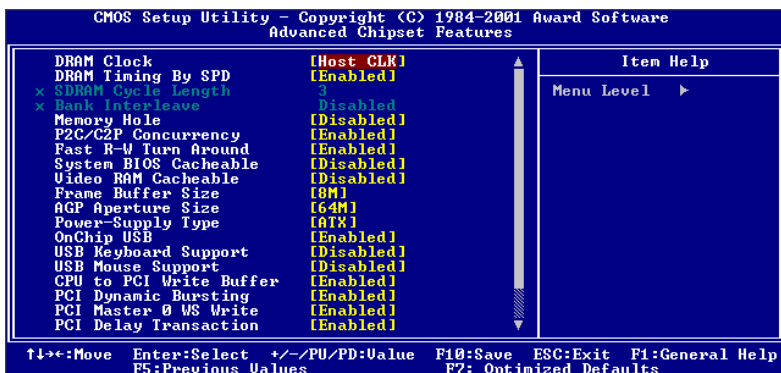 CMOS Setup Utility – Copyright (C) 1984-2001 Award Software
Advanced Chipset Features
DRAM Clock [Host CLK]
DRAM Timing By SPD [Enabled]
x SDRAM Cycle Length 3
x Bank Interleave Disabled
Memory Hole [Disabled]
P2C/C2P Concurrency [Enabled]
Fast R-W Turn Around [Enabled]
System BIOS Cacheable [Disabled]
Video RAM Cacheable [Disabled]
Frame Buffer Size [8M]
AGP Aperture Size [64M]
Power-Supply Type [ATX]
OnChip USB [Enabled]
USB Keyboard Support [Disabled]
USB Mouse Support [Disabled]
CPU to PCI Write Buffer [Enabled]
PCI Dynamic Bursting [Enabled]
PCI Master 0 WS Write [Enabled]
PCI Delay Transaction [Enabled]
Item Help
Menu Level ►
↑↓→←:Move Enter:Select +/-/PU/PD:Value F10:Save ESC:Exit F1:General Help
F5:Previous Values F7: Optimized Defaults